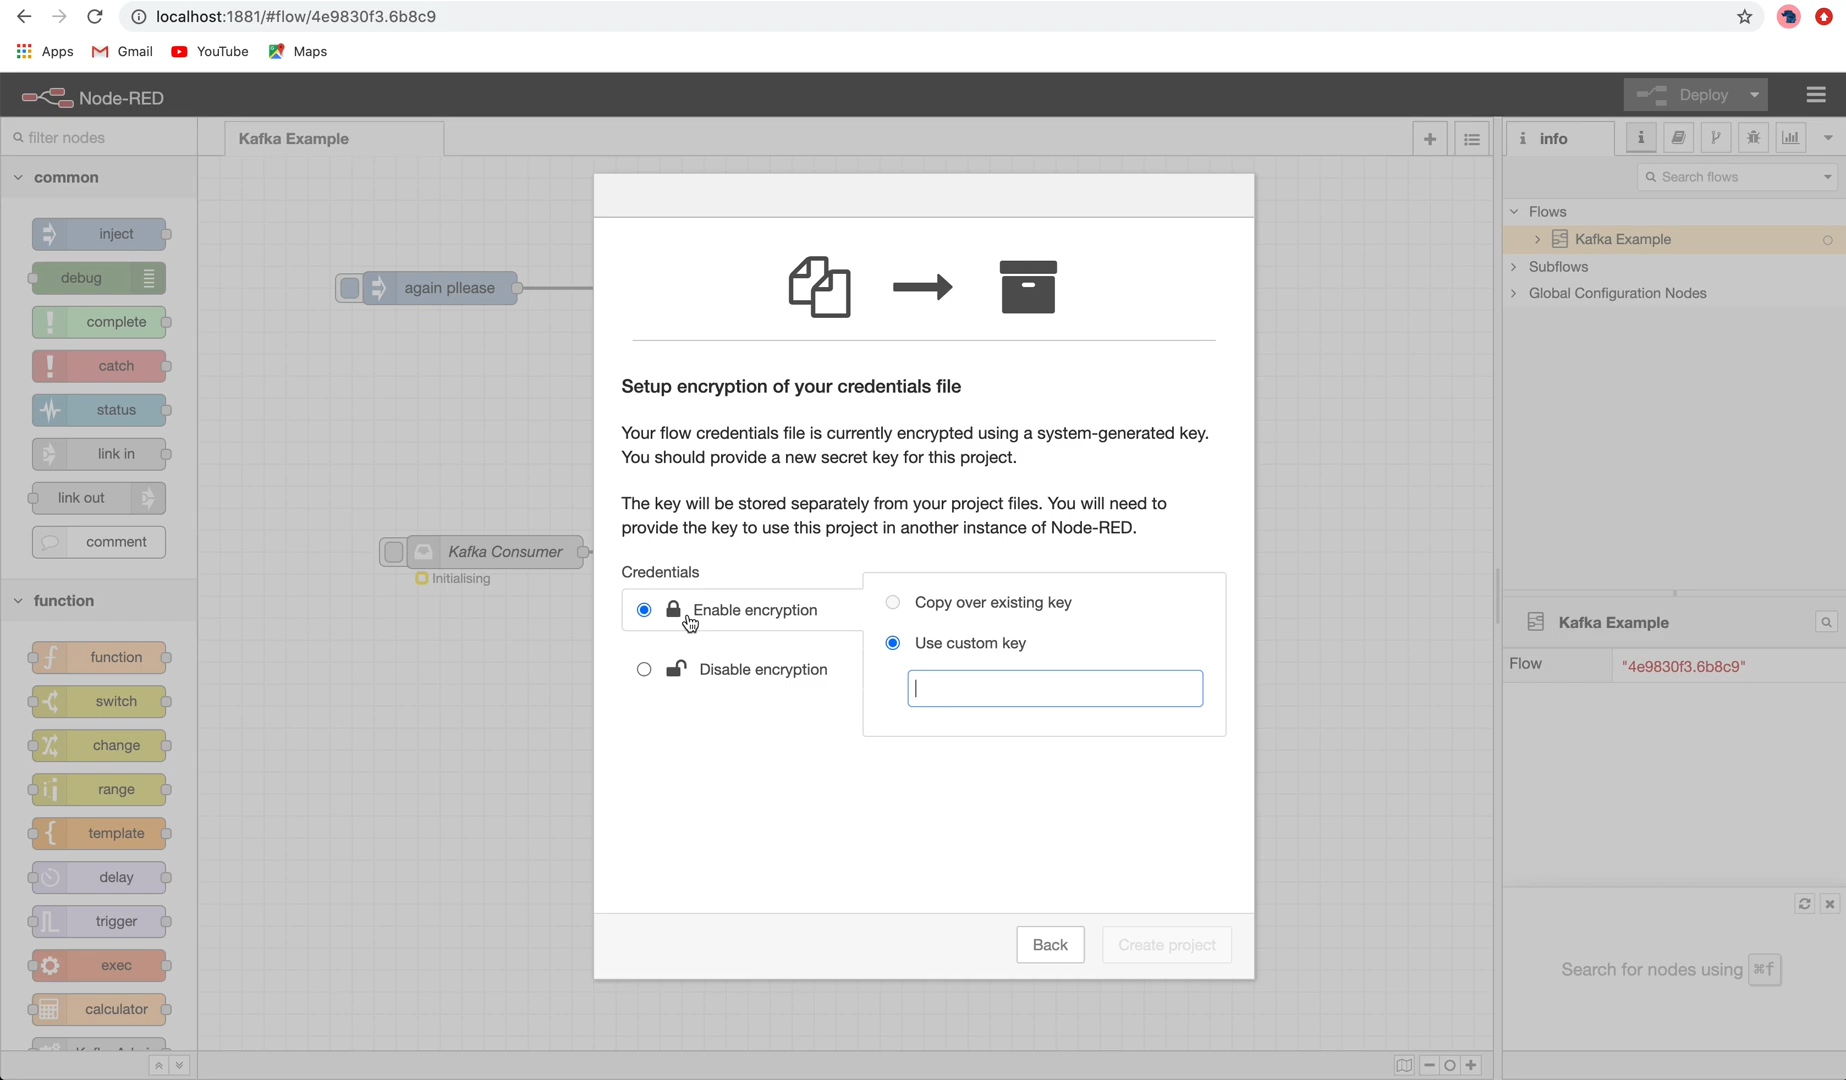 localhost:1881/#flow/4e9830f3.6b8c9
Apps Gmail YouTube Maps
Node-RED Deploy
filter nodes
Kafka Example
info
Search flows
common
inject
debug
complete
catch
status
link in
link out
comment
function
function
switch
change
range
template
delay
trigger
exec
calculator
again pllease
Kafka Consumer
Initialising
Setup encryption of your credentials file
Your flow credentials file is currently encrypted using a system-generated key.
You should provide a new secret key for this project.
The key will be stored separately from your project files. You will need to
provide the key to use this project in another instance of Node-RED.
Credentials
Enable encryption
Disable encryption
Copy over existing key
Use custom key
Back Create project
Flows
Kafka Example
Subflows
Global Configuration Nodes
Kafka Example
Flow "4e9830f3.6b8c9"
Search for nodes using ⌘f